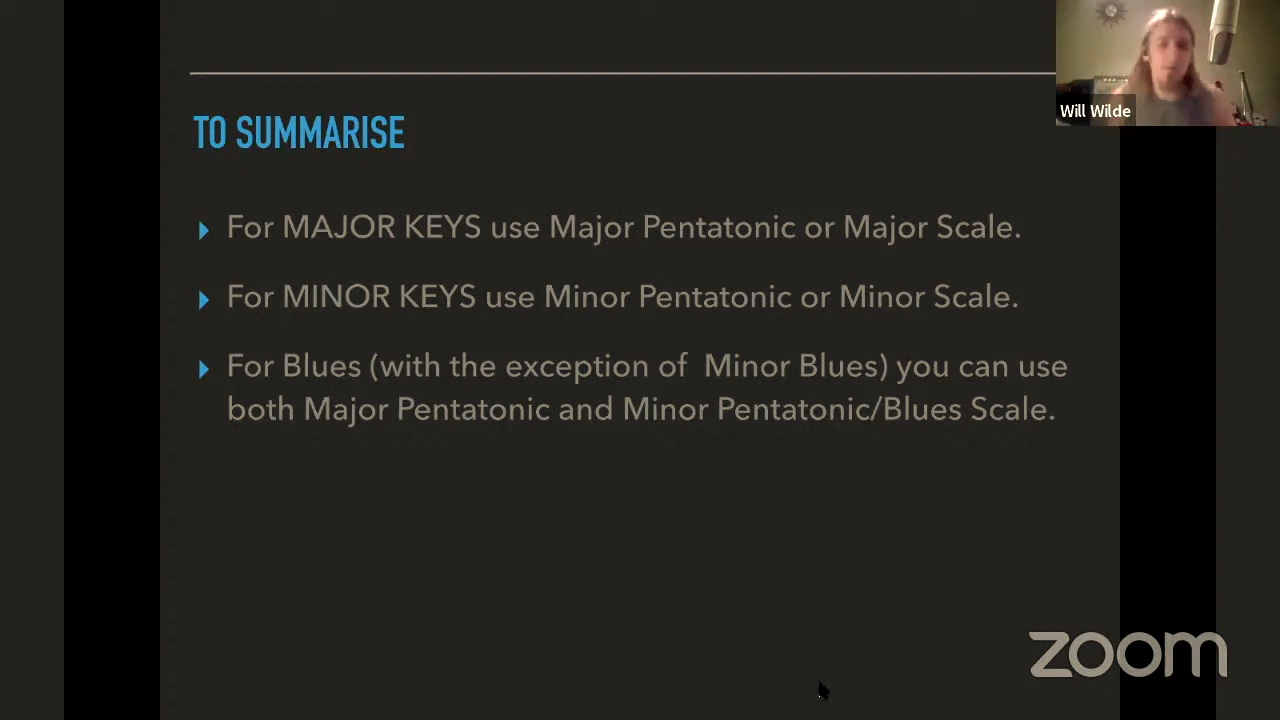 Will Wilde
TO SUMMARISE
For MAJOR KEYS use Major Pentatonic or Major Scale.
For MINOR KEYS use Minor Pentatonic or Minor Scale.
For Blues (with the exception of  Minor Blues) you can use
both Major Pentatonic and Minor Pentatonic/Blues Scale.
zoom